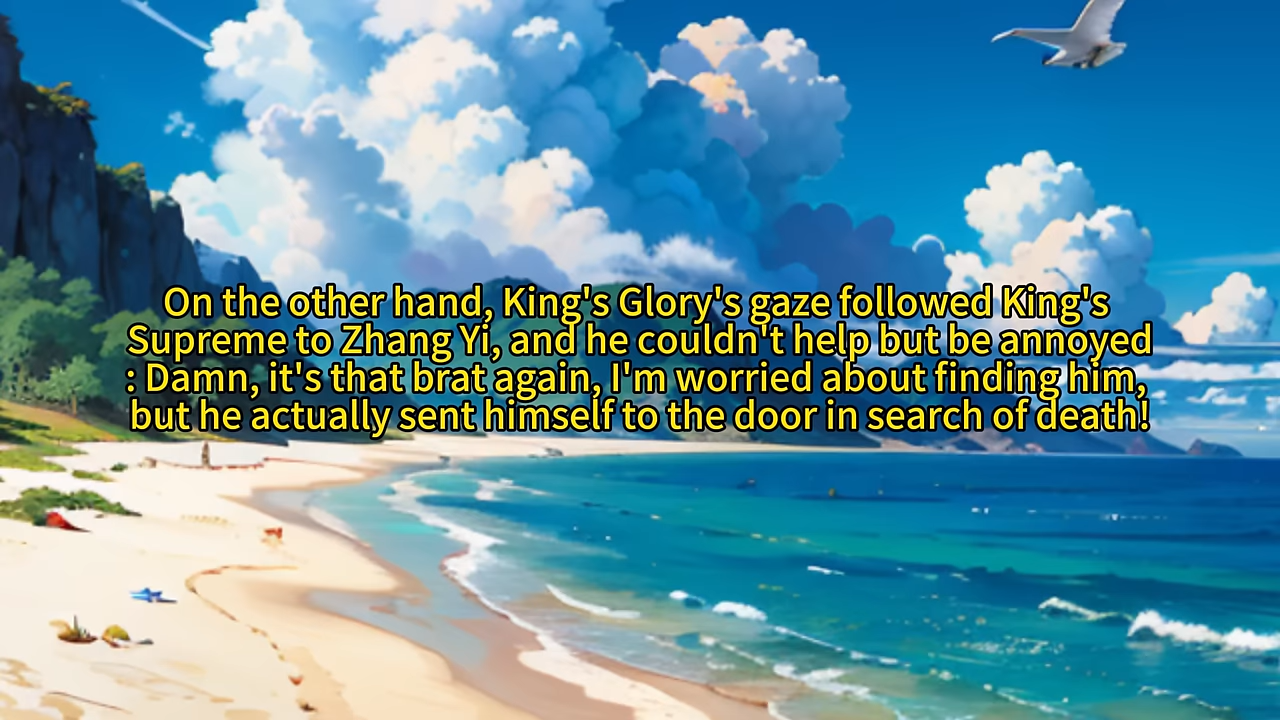 On the other hand, King's Glory's gaze followed King's
Supreme to Zhang Yi, and he couldn't help but be annoyed
: Damn, it's that brat again, I'm worried about finding him,
but he actually sent himself to the door in search of death!